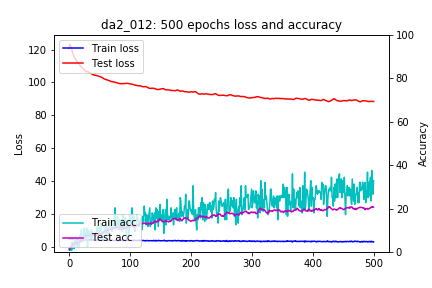 da2_012: 500 epochs loss and accuracy
Train loss
Test loss
Train acc
Test acc
Loss
Accuracy
120
100
80
60
40
20
0
100
80
60
40
20
0
0
100
200
300
400
500